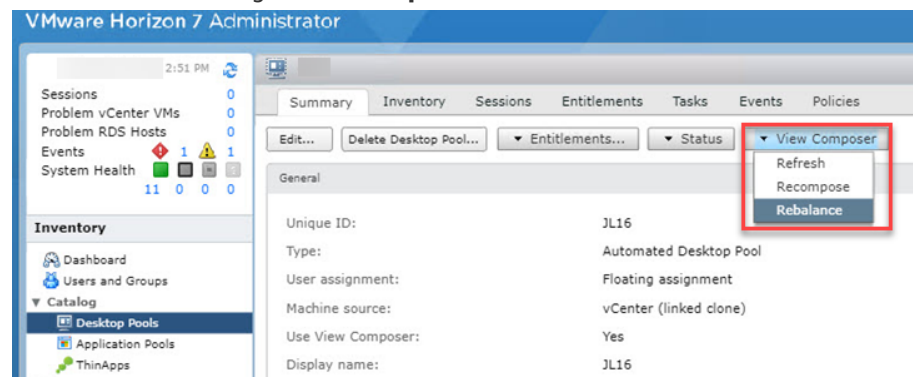 VMware Horizon 7 Administrator
2:51 PM
Sessions 0
Problem vCenter VMs 0
Problem RDS Hosts 0
Events 1 1
System Health
11 0 0 0
Inventory
Dashboard
Users and Groups
Catalog
Desktop Pools
Application Pools
ThinApps
Summary Inventory Sessions Entitlements Tasks Events Policies
Edit... Delete Desktop Pool... Entitlements... Status View Composer
Refresh
Recompose
Rebalance
General
Unique ID: JL16
Type: Automated Desktop Pool
User assignment: Floating assignment
Machine source: vCenter (linked clone)
Use View Composer: Yes
Display name: JL16